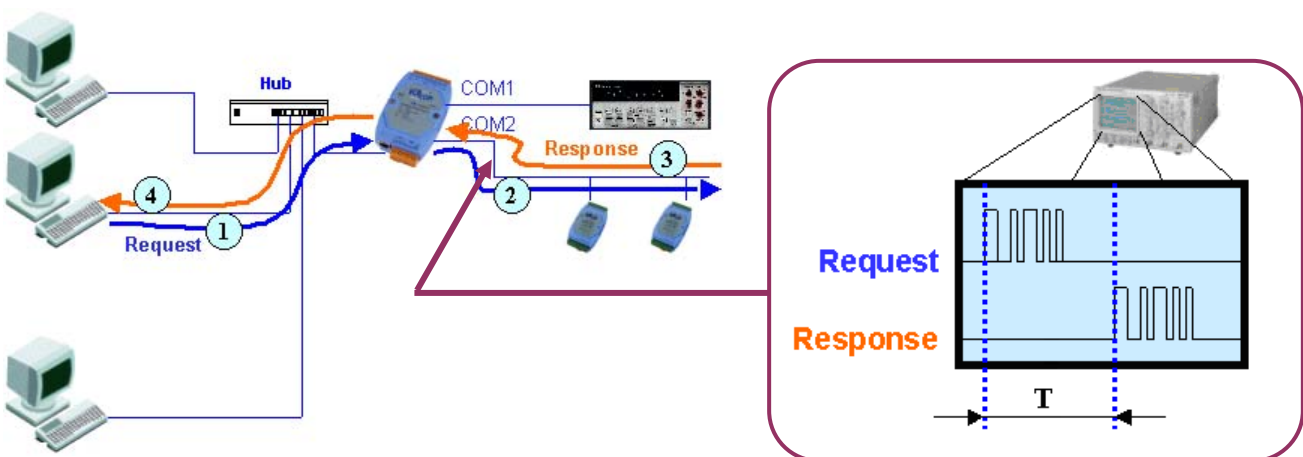 Hub
COM1
COM2
Response
3
4
2
1
Request
Request
Response
T